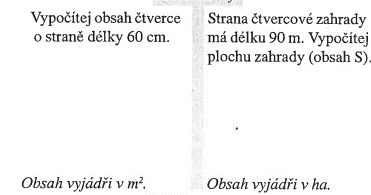 Vypočítej obsah čtverce
o straně délky 60 cm.
Obsah vyjádři v m².
Strana čtvercové zahrady
má délku 90 m. Vypočítej
plochu zahrady (obsah S).
Obsah vyjádři v ha.